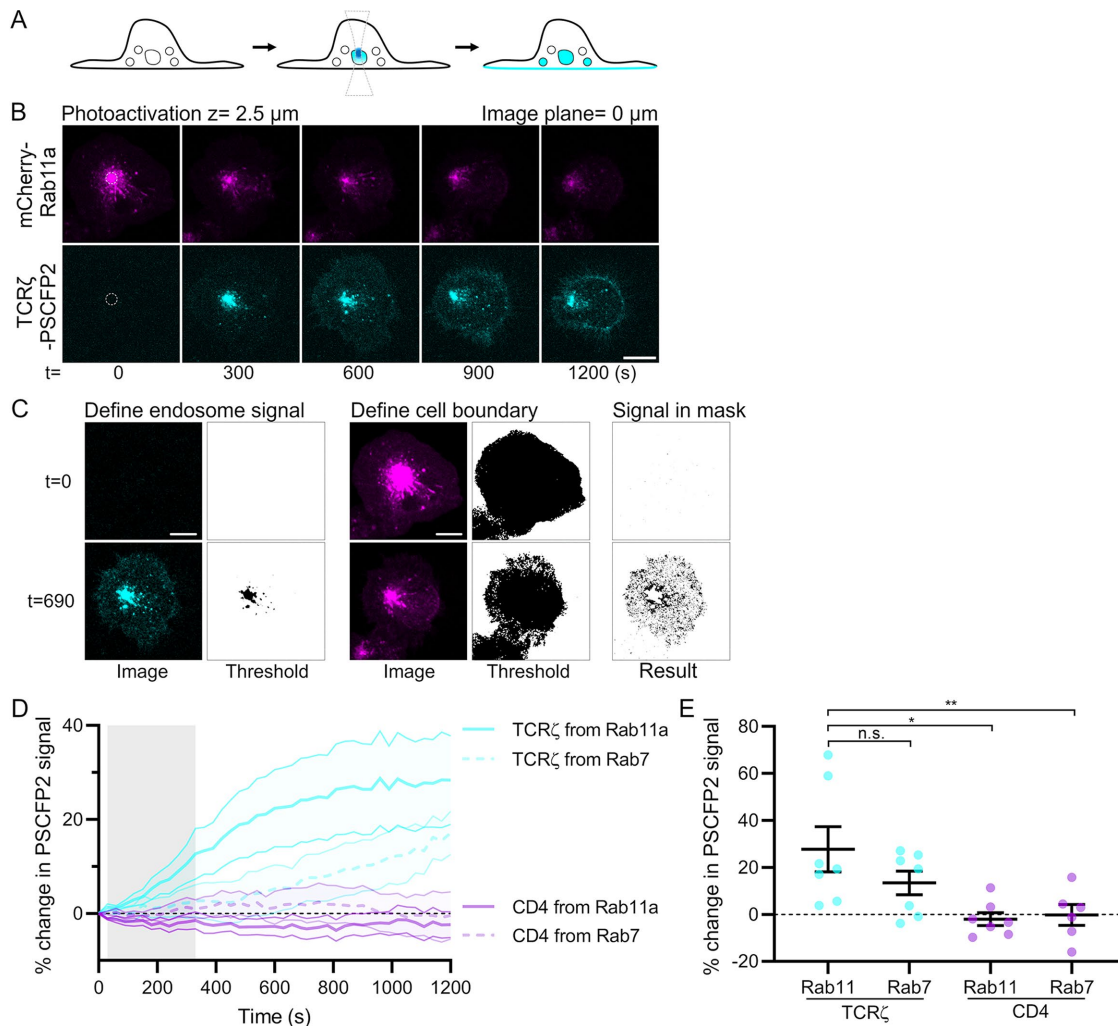 A
B
Photoactivation z= 2.5 μm
Image plane= 0 μm
mCherry-
Rab11a
TCRζ
-PSCFP2
t= 0 300 600 900 1200 (s)
C
Define endosome signal
Define cell boundary
Signal in mask
t=0
t=690
Image
Threshold
Image
Threshold
Result
D
% change in PSCFP2 signal
40
20
0
0 200 400 600 800 1000 1200
Time (s)
TCRζ from Rab11a
TCRζ from Rab7
CD4 from Rab11a
CD4 from Rab7
E
% change in PSCFP2 signal
80
60
40
20
0
-20
**
*
n.s.
Rab11 Rab7 Rab11 Rab7
TCRζ CD4